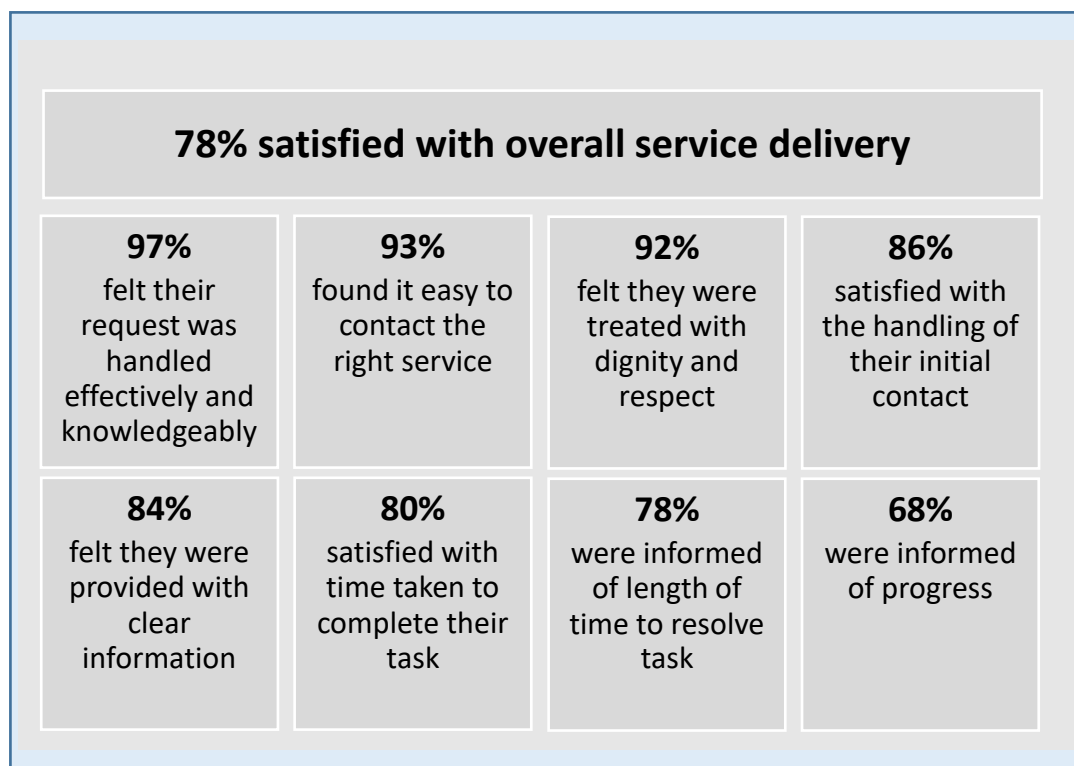 78% satisfied with overall service delivery
97%
felt their
request was
handled
effectively and
knowledgeably
93%
found it easy to
contact the
right service
92%
felt they were
treated with
dignity and
respect
86%
satisfied with
the handling of
their initial
contact
84%
felt they were
provided with
clear
information
80%
satisfied with
time taken to
complete their
task
78%
were informed
of length of
time to resolve
task
68%
were informed
of progress